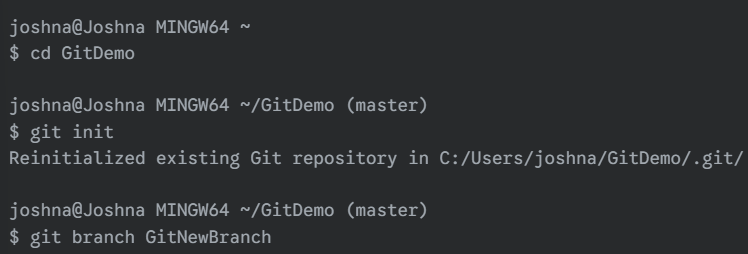 joshna@Joshna MINGW64 ~
$ cd GitDemo
joshna@Joshna MINGW64 ~/GitDemo (master)
$ git init
Reinitialized existing Git repository in C:/Users/joshna/GitDemo/.git/
joshna@Joshna MINGW64 ~/GitDemo (master)
$ git branch GitNewBranch